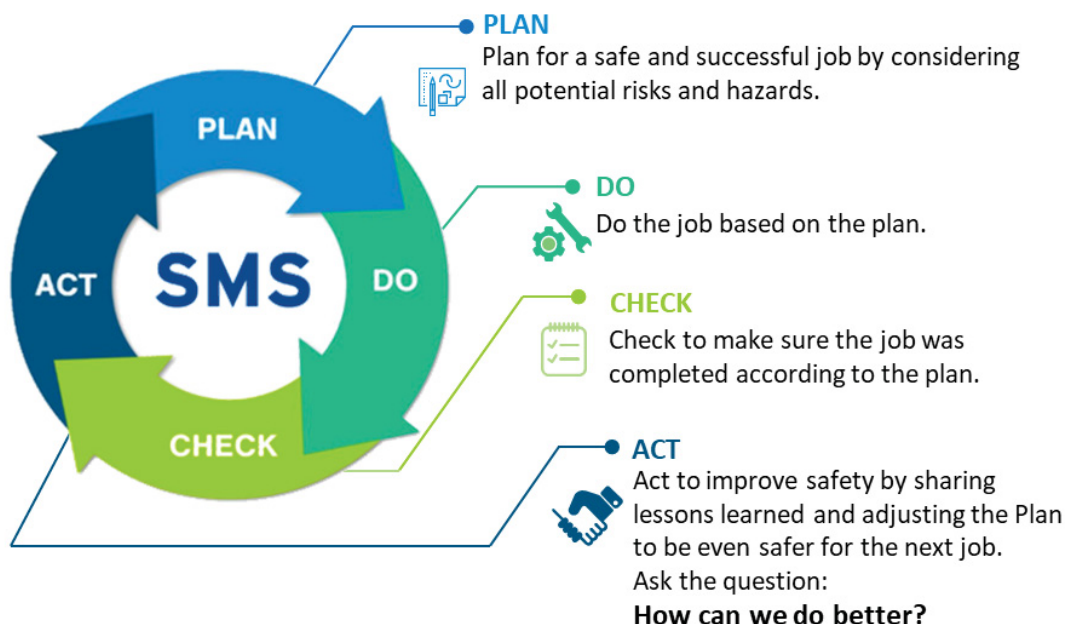 PLAN
DO
CHECK
ACT
SMS
PLAN
Plan for a safe and successful job by considering
all potential risks and hazards.
DO
Do the job based on the plan.
CHECK
Check to make sure the job was
completed according to the plan.
ACT
Act to improve safety by sharing
lessons learned and adjusting the Plan
to be even safer for the next job.
Ask the question:
How can we do better?